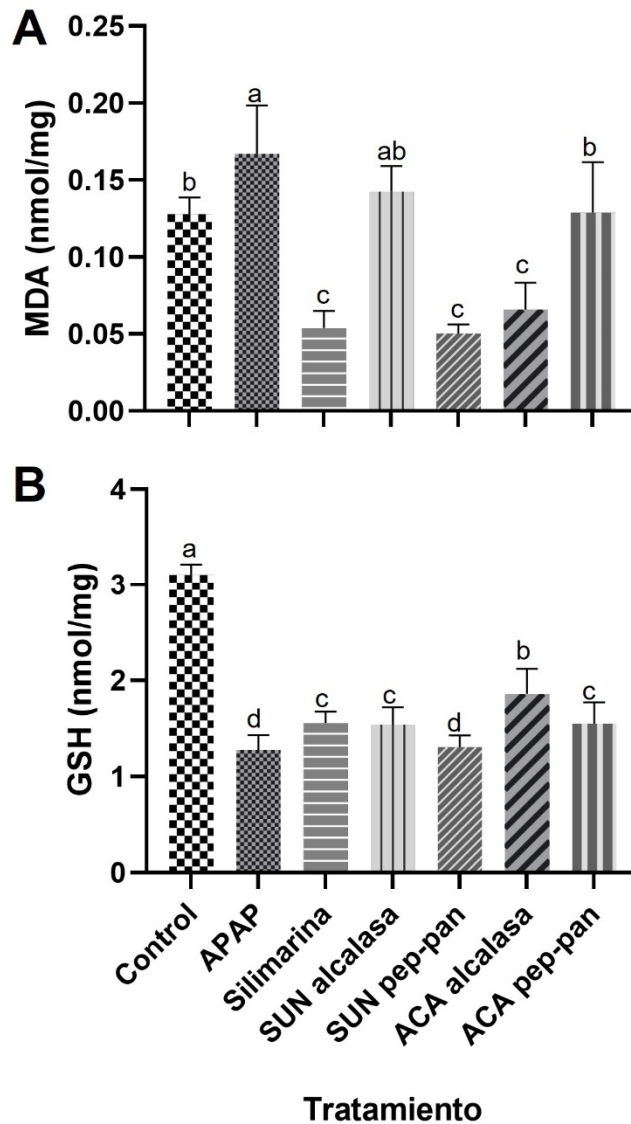 A
MDA (nmol/mg)
0.25
0.20
0.15
0.10
0.05
0.00
b
a
c
ab
c
c
b
B
GSH (nmol/mg)
4
3
2
1
0
a
d
c
c
d
b
c
Control
APAP
Silimarina
SUN alcalasa
SUN pep-pan
ACA alcalasa
ACA pep-pan
Tratamiento